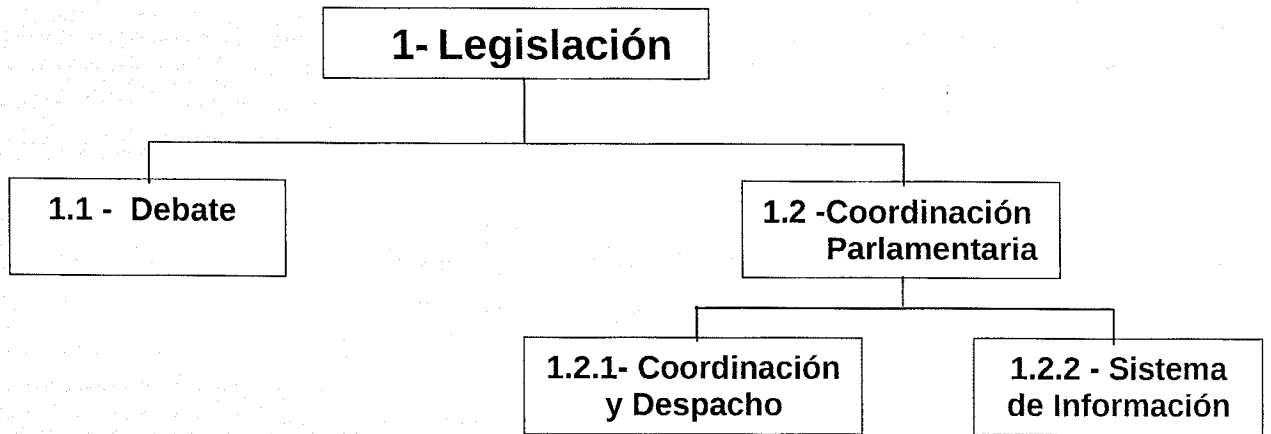 1- Legislación
1.1 - Debate
1.2 -Coordinación
Parlamentaria
1.2.1- Coordinación
y Despacho
1.2.2 - Sistema
de Información